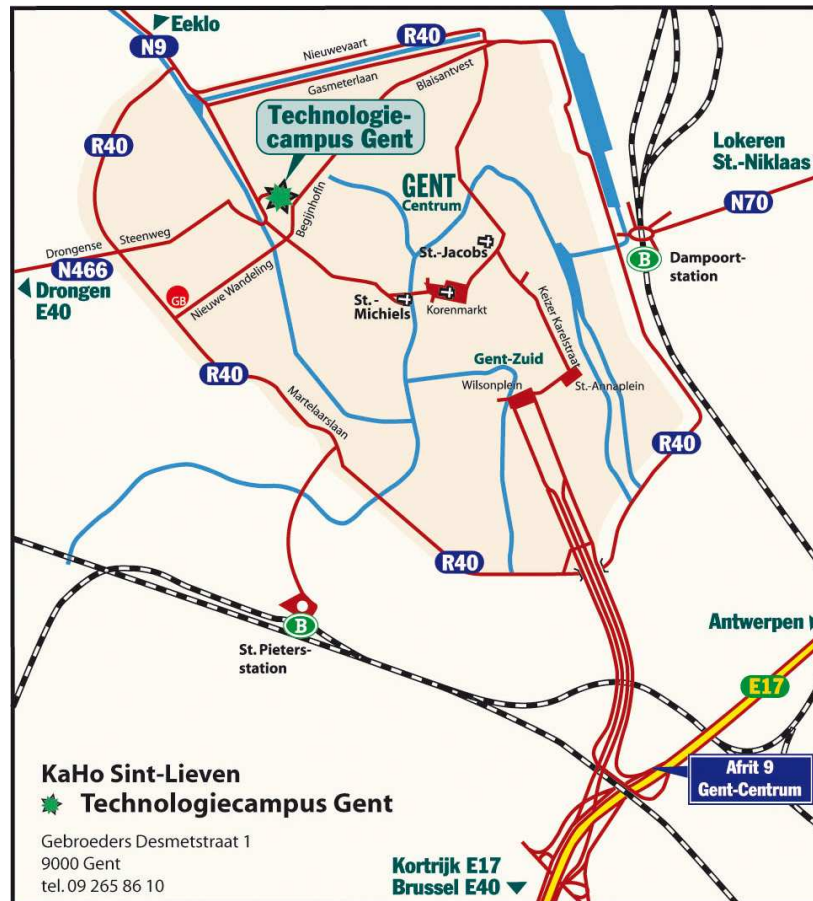 Eeklo
N9
R40
Nieuwevaart
Gasmeterlaan
Blaisantvest
Technologie-
campus Gent
R40
Lokeren
St.-Niklaas
N70
GENT
Centrum
Begijnhofln
Drongense Steenweg
N466
Drongen
E40
St.-Jacobs
B
Dampoort-
station
GB
Nieuwe Wandeling
St.-
Michiels
Korenmarkt
Keizer Karelstraat
Gent-Zuid
Wilsonplein
St.-Annaplein
R40
Martelaarslaan
R40
R40
B
St. Pieters-
station
Antwerpen
E17
Afrit 9
Gent-Centrum
KaHo Sint-Lieven
Technologiecampus Gent
Gebroeders Desmetstraat 1
9000 Gent
tel. 09 265 86 10
Kortrijk E17
Brussel E40